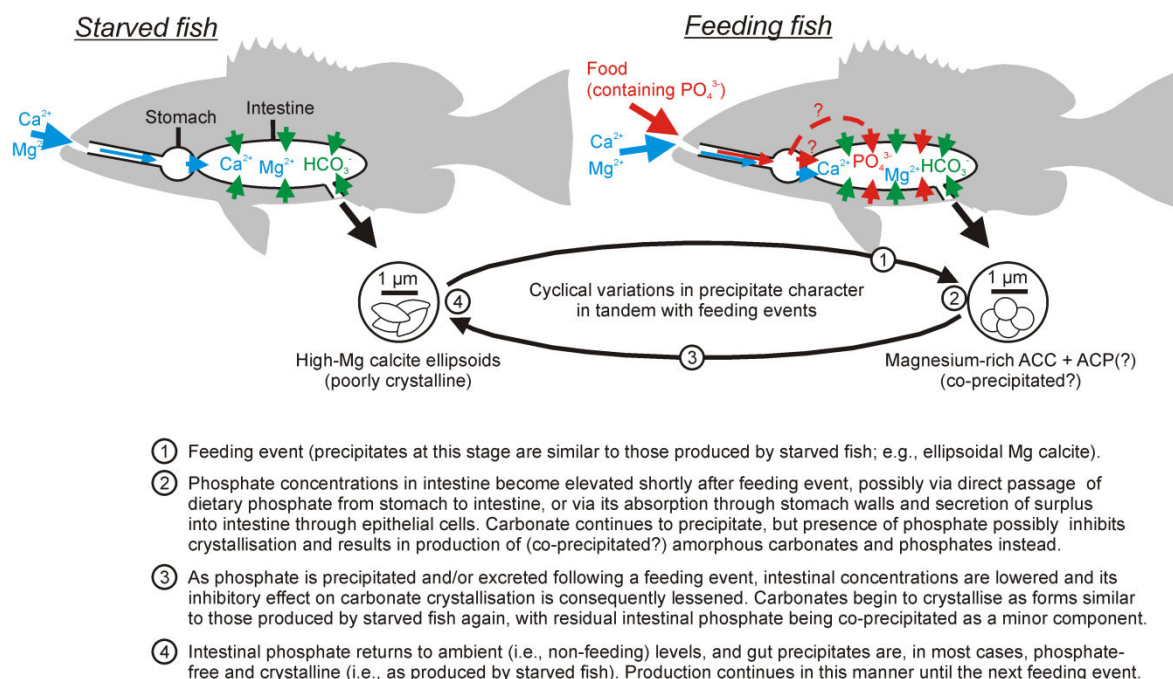 Starved fish
Feeding fish
Ca²⁺
Mg²⁺
Stomach
Intestine
Ca²⁺ Mg²⁺ HCO₃⁻
Food
(containing PO₄³⁻)
Ca²⁺
Mg²⁺
?
?
Ca²⁺ PO₄³⁻ Mg²⁺ HCO₃⁻
1 µm
4
High-Mg calcite ellipsoids
(poorly crystalline)
1
Cyclical variations in precipitate character
in tandem with feeding events
3
2
1 µm
Magnesium-rich ACC + ACP(?)
(co-precipitated?)
1 Feeding event (precipitates at this stage are similar to those produced by starved fish; e.g., ellipsoidal Mg calcite).
2 Phosphate concentrations in intestine become elevated shortly after feeding event, possibly via direct passage of
dietary phosphate from stomach to intestine, or via its absorption through stomach walls and secretion of surplus
into intestine through epithelial cells. Carbonate continues to precipitate, but presence of phosphate possibly inhibits
crystallisation and results in production of (co-precipitated?) amorphous carbonates and phosphates instead.
3 As phosphate is precipitated and/or excreted following a feeding event, intestinal concentrations are lowered and its
inhibitory effect on carbonate crystallisation is consequently lessened. Carbonates begin to crystallise as forms similar
to those produced by starved fish again, with residual intestinal phosphate being co-precipitated as a minor component.
4 Intestinal phosphate returns to ambient (i.e., non-feeding) levels, and gut precipitates are, in most cases, phosphate-
free and crystalline (i.e., as produced by starved fish). Production continues in this manner until the next feeding event.